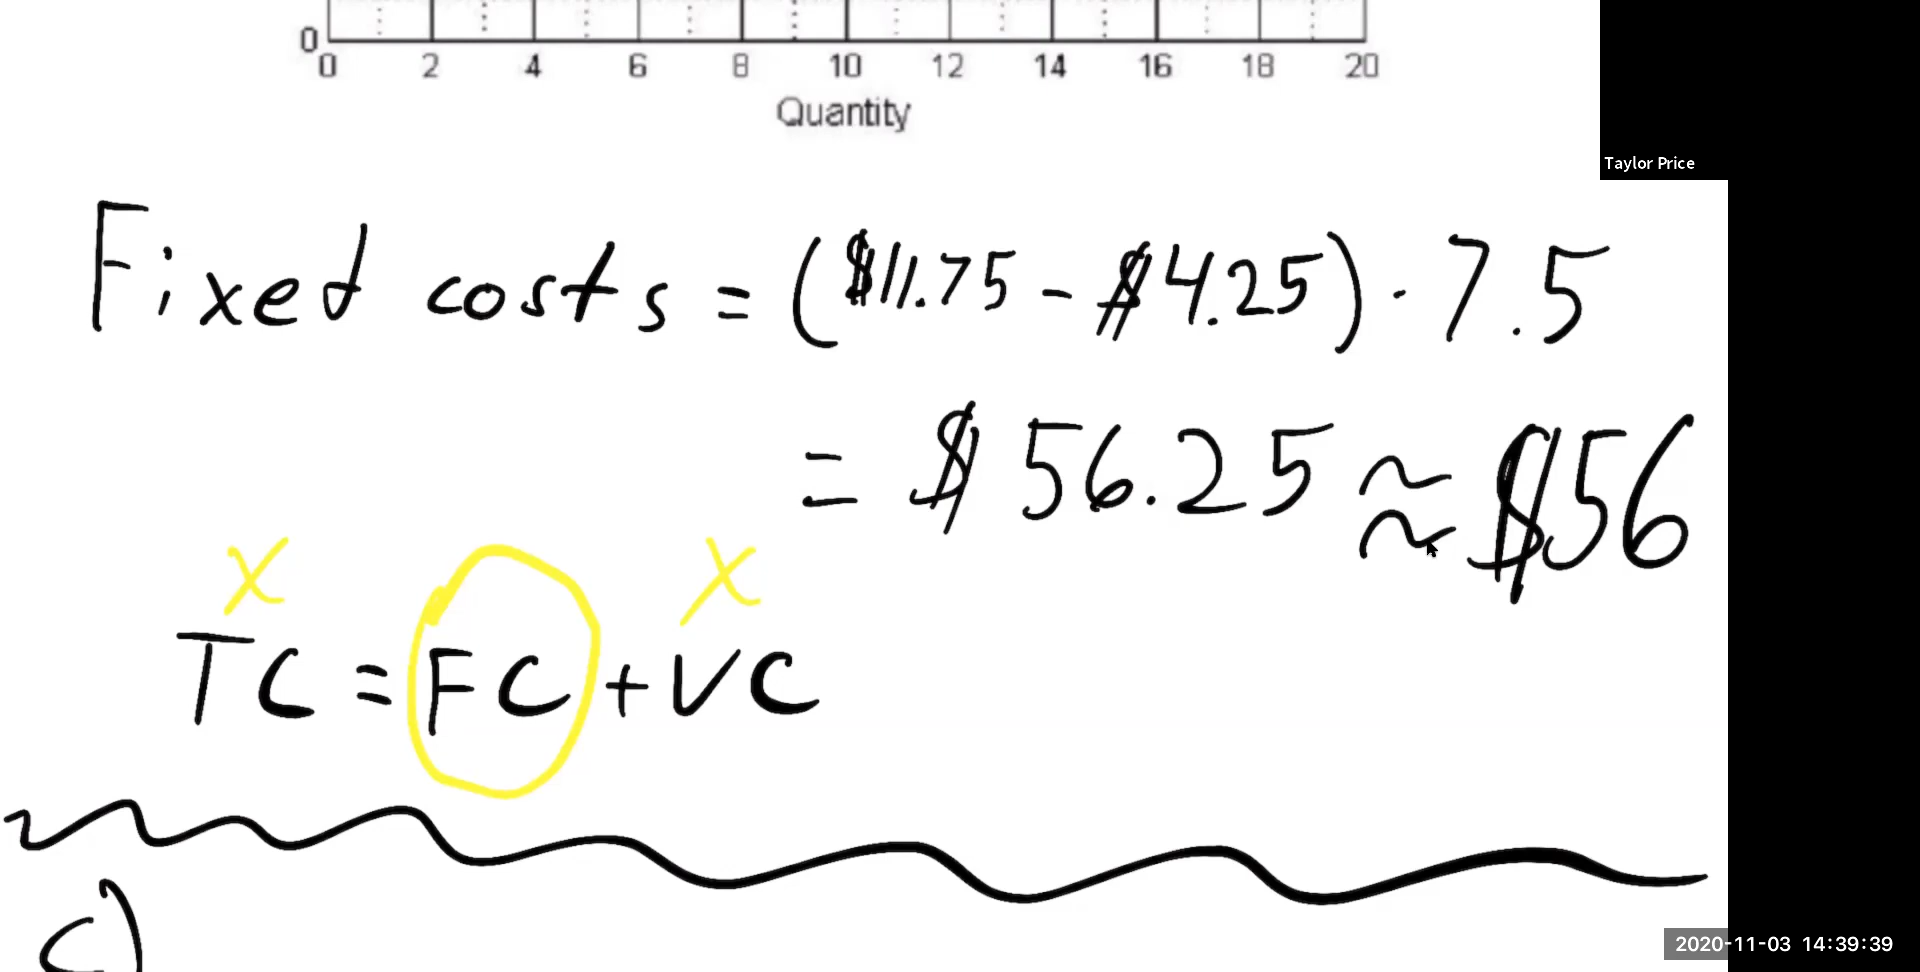 0
0 2 4 6 8 10 12 14 16 18 20
Quantity
Taylor Price
Fixed costs = ($11.75 - $4.25) · 7.5
= $56.25 ≈ $56
x x
TC = FC + VC
c)
2020-11-03 14:39:39